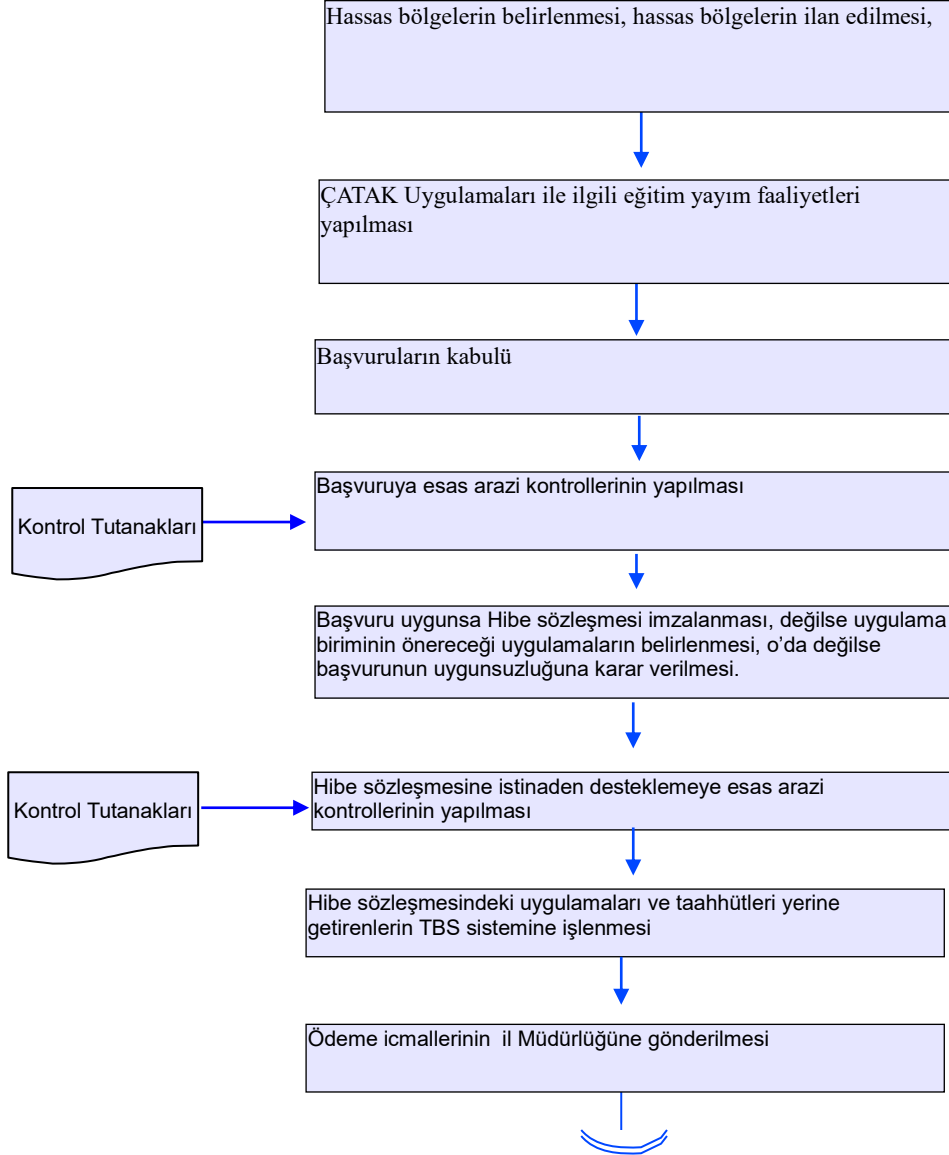 Hassas bölgelerin belirlenmesi, hassas bölgelerin ilan edilmesi,
ÇATAK Uygulamaları ile ilgili eğitim yayım faaliyetleri
yapılması
Başvuruların kabulü
Başvuruya esas arazi kontrollerinin yapılması
Kontrol Tutanakları
Başvuru uygunsa Hibe sözleşmesi imzalanması, değilse uygulama
biriminin önereceği uygulamaların belirlenmesi, o’da değilse
başvurunun uygunsuzluğuna karar verilmesi.
Hibe sözleşmesine istinaden desteklemeye esas arazi
kontrollerinin yapılması
Kontrol Tutanakları
Hibe sözleşmesindeki uygulamaları ve taahhütleri yerine
getirenlerin TBS sistemine işlenmesi
Ödeme icmallerinin  il Müdürlüğüne gönderilmesi